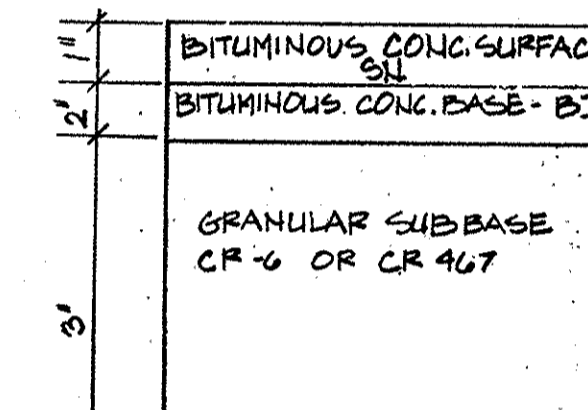 1"
BITUMINOUS CONC. SURFAC
SN
2"
BITUMINOUS. CONC. BASE - B
GRANULAR SUBBASE
CR-6 OR CR 467
3"